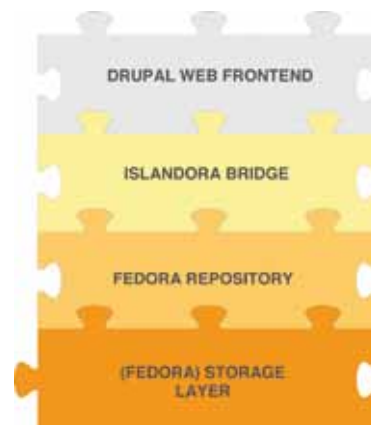 DRUPAL WEB FRONTEND
ISLANDORA BRIDGE
FEDORA REPOSITORY
(FEDORA) STORAGE
LAYER